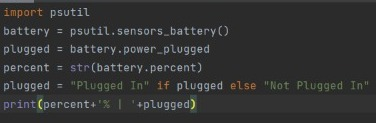 import psutil
battery = psutil.sensors_battery()
plugged = battery.power_plugged
percent = str(battery.percent)
plugged = "Plugged In" if plugged else "Not Plugged In"
print(percent+'% | '+plugged)